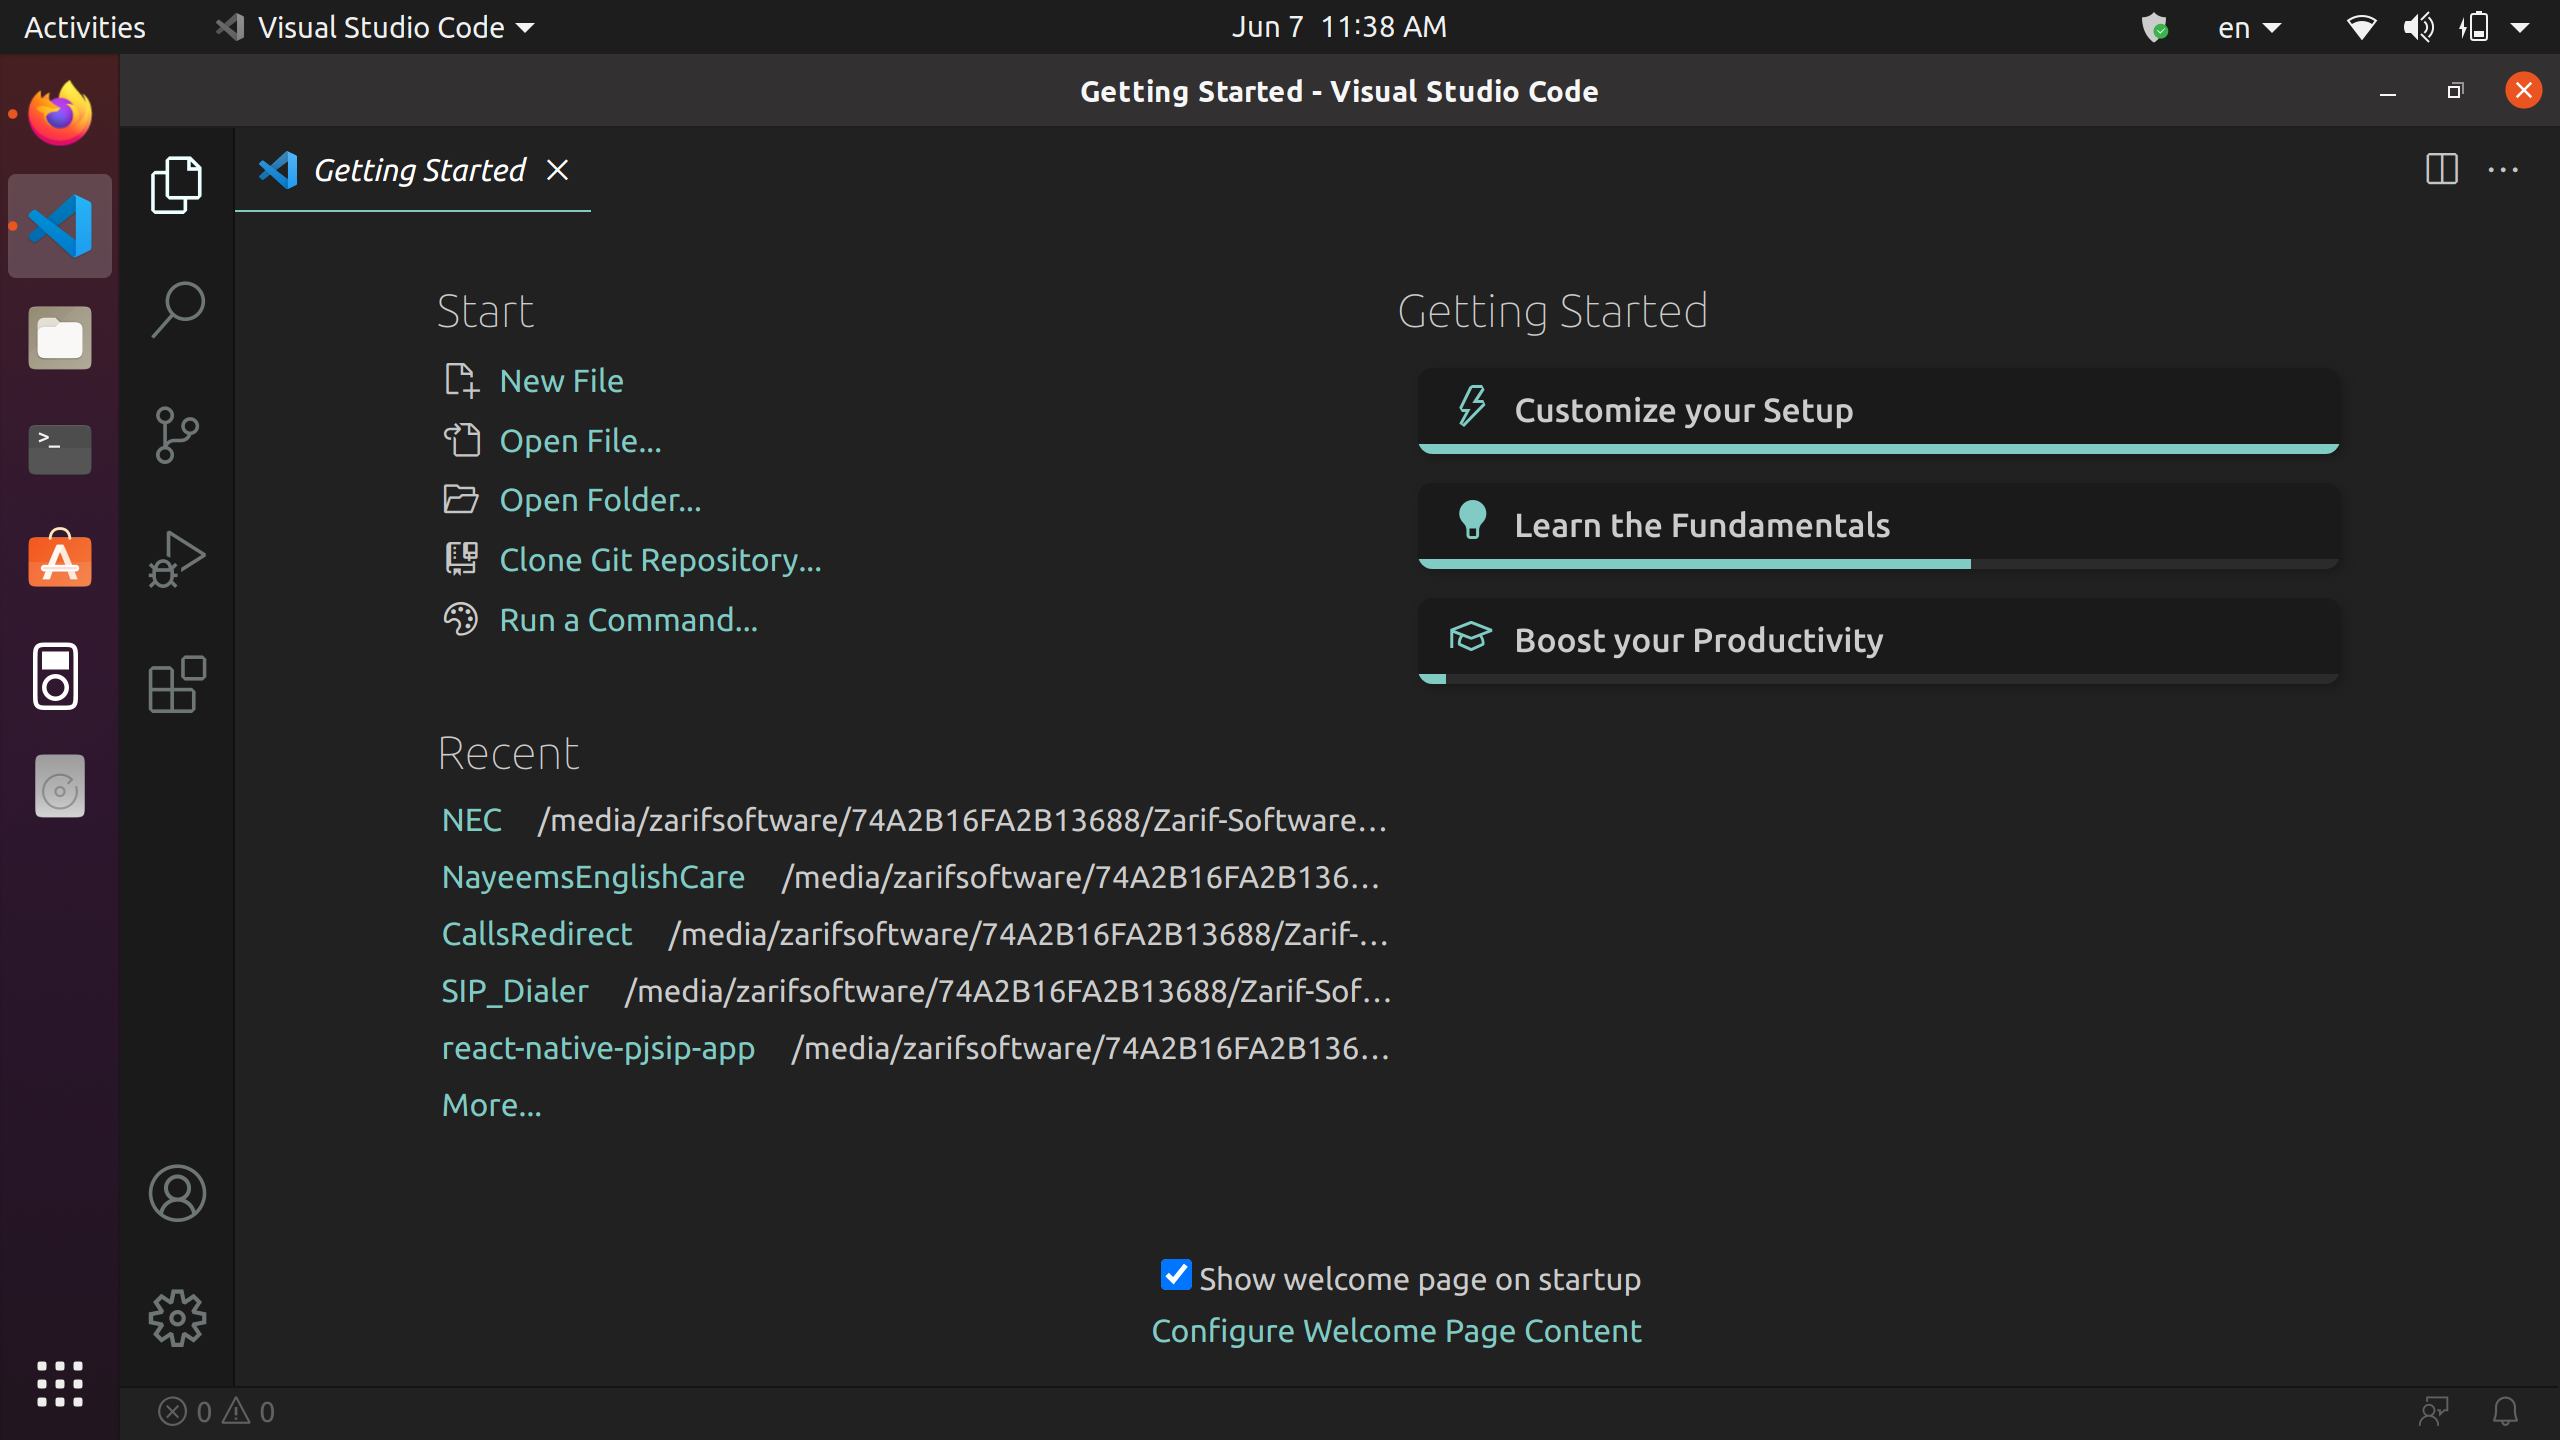 Activities Visual Studio Code Jun 7 11:38 AM en
Getting Started - Visual Studio Code
Getting Started
Start
New File
Open File...
Open Folder...
Clone Git Repository...
Run a Command...
Recent
NEC /media/zarifsoftware/74A2B16FA2B13688/Zarif-Software...
NayeemsEnglishCare /media/zarifsoftware/74A2B16FA2B136...
CallsRedirect /media/zarifsoftware/74A2B16FA2B13688/Zarif-...
SIP_Dialer /media/zarifsoftware/74A2B16FA2B13688/Zarif-Sof...
react-native-pjsip-app /media/zarifsoftware/74A2B16FA2B136...
More...
Getting Started
Customize your Setup
Learn the Fundamentals
Boost your Productivity
Show welcome page on startup
Configure Welcome Page Content
0 0